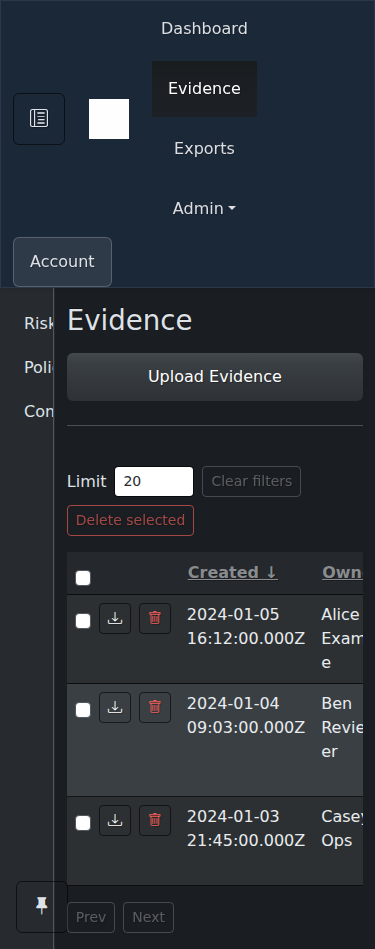 Dashboard
Evidence
Exports
Admin
Account
Risk
Poli
Con
Evidence
Upload Evidence
Limit 20 Clear filters
Delete selected
Created ↓ Own
2024-01-05 Alice
16:12:00.000Z Exam
e
2024-01-04 Ben
09:03:00.000Z Revie
er
2024-01-03 Casey
21:45:00.000Z Ops
Prev Next